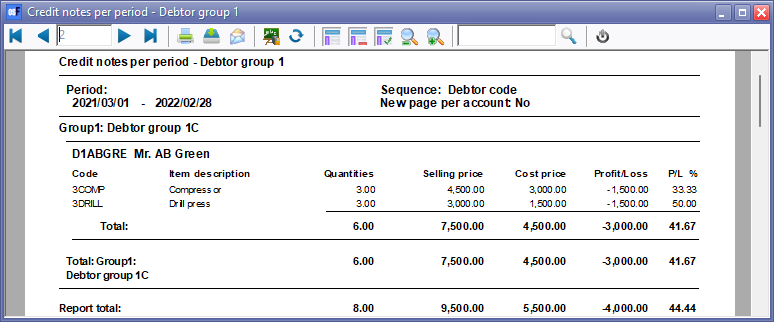 Credit notes per period - Debtor group 1
2
Credit notes per period - Debtor group 1
Period: Sequence: Debtor code
2021/03/01 - 2022/02/28 New page per account: No
Group1: Debtor group 1C
D1ABGRE Mr. AB Green
Code Item description Quantities Selling price Cost price Profit/Loss P/L %
3COMP Compressor 3.00 4,500.00 3,000.00 -1,500.00 33.33
3DRILL Drill press 3.00 3,000.00 1,500.00 -1,500.00 50.00
Total: 6.00 7,500.00 4,500.00 -3,000.00 41.67
Total: Group1: 6.00 7,500.00 4,500.00 -3,000.00 41.67
Debtor group 1C
Report total: 8.00 9,500.00 5,500.00 -4,000.00 44.44